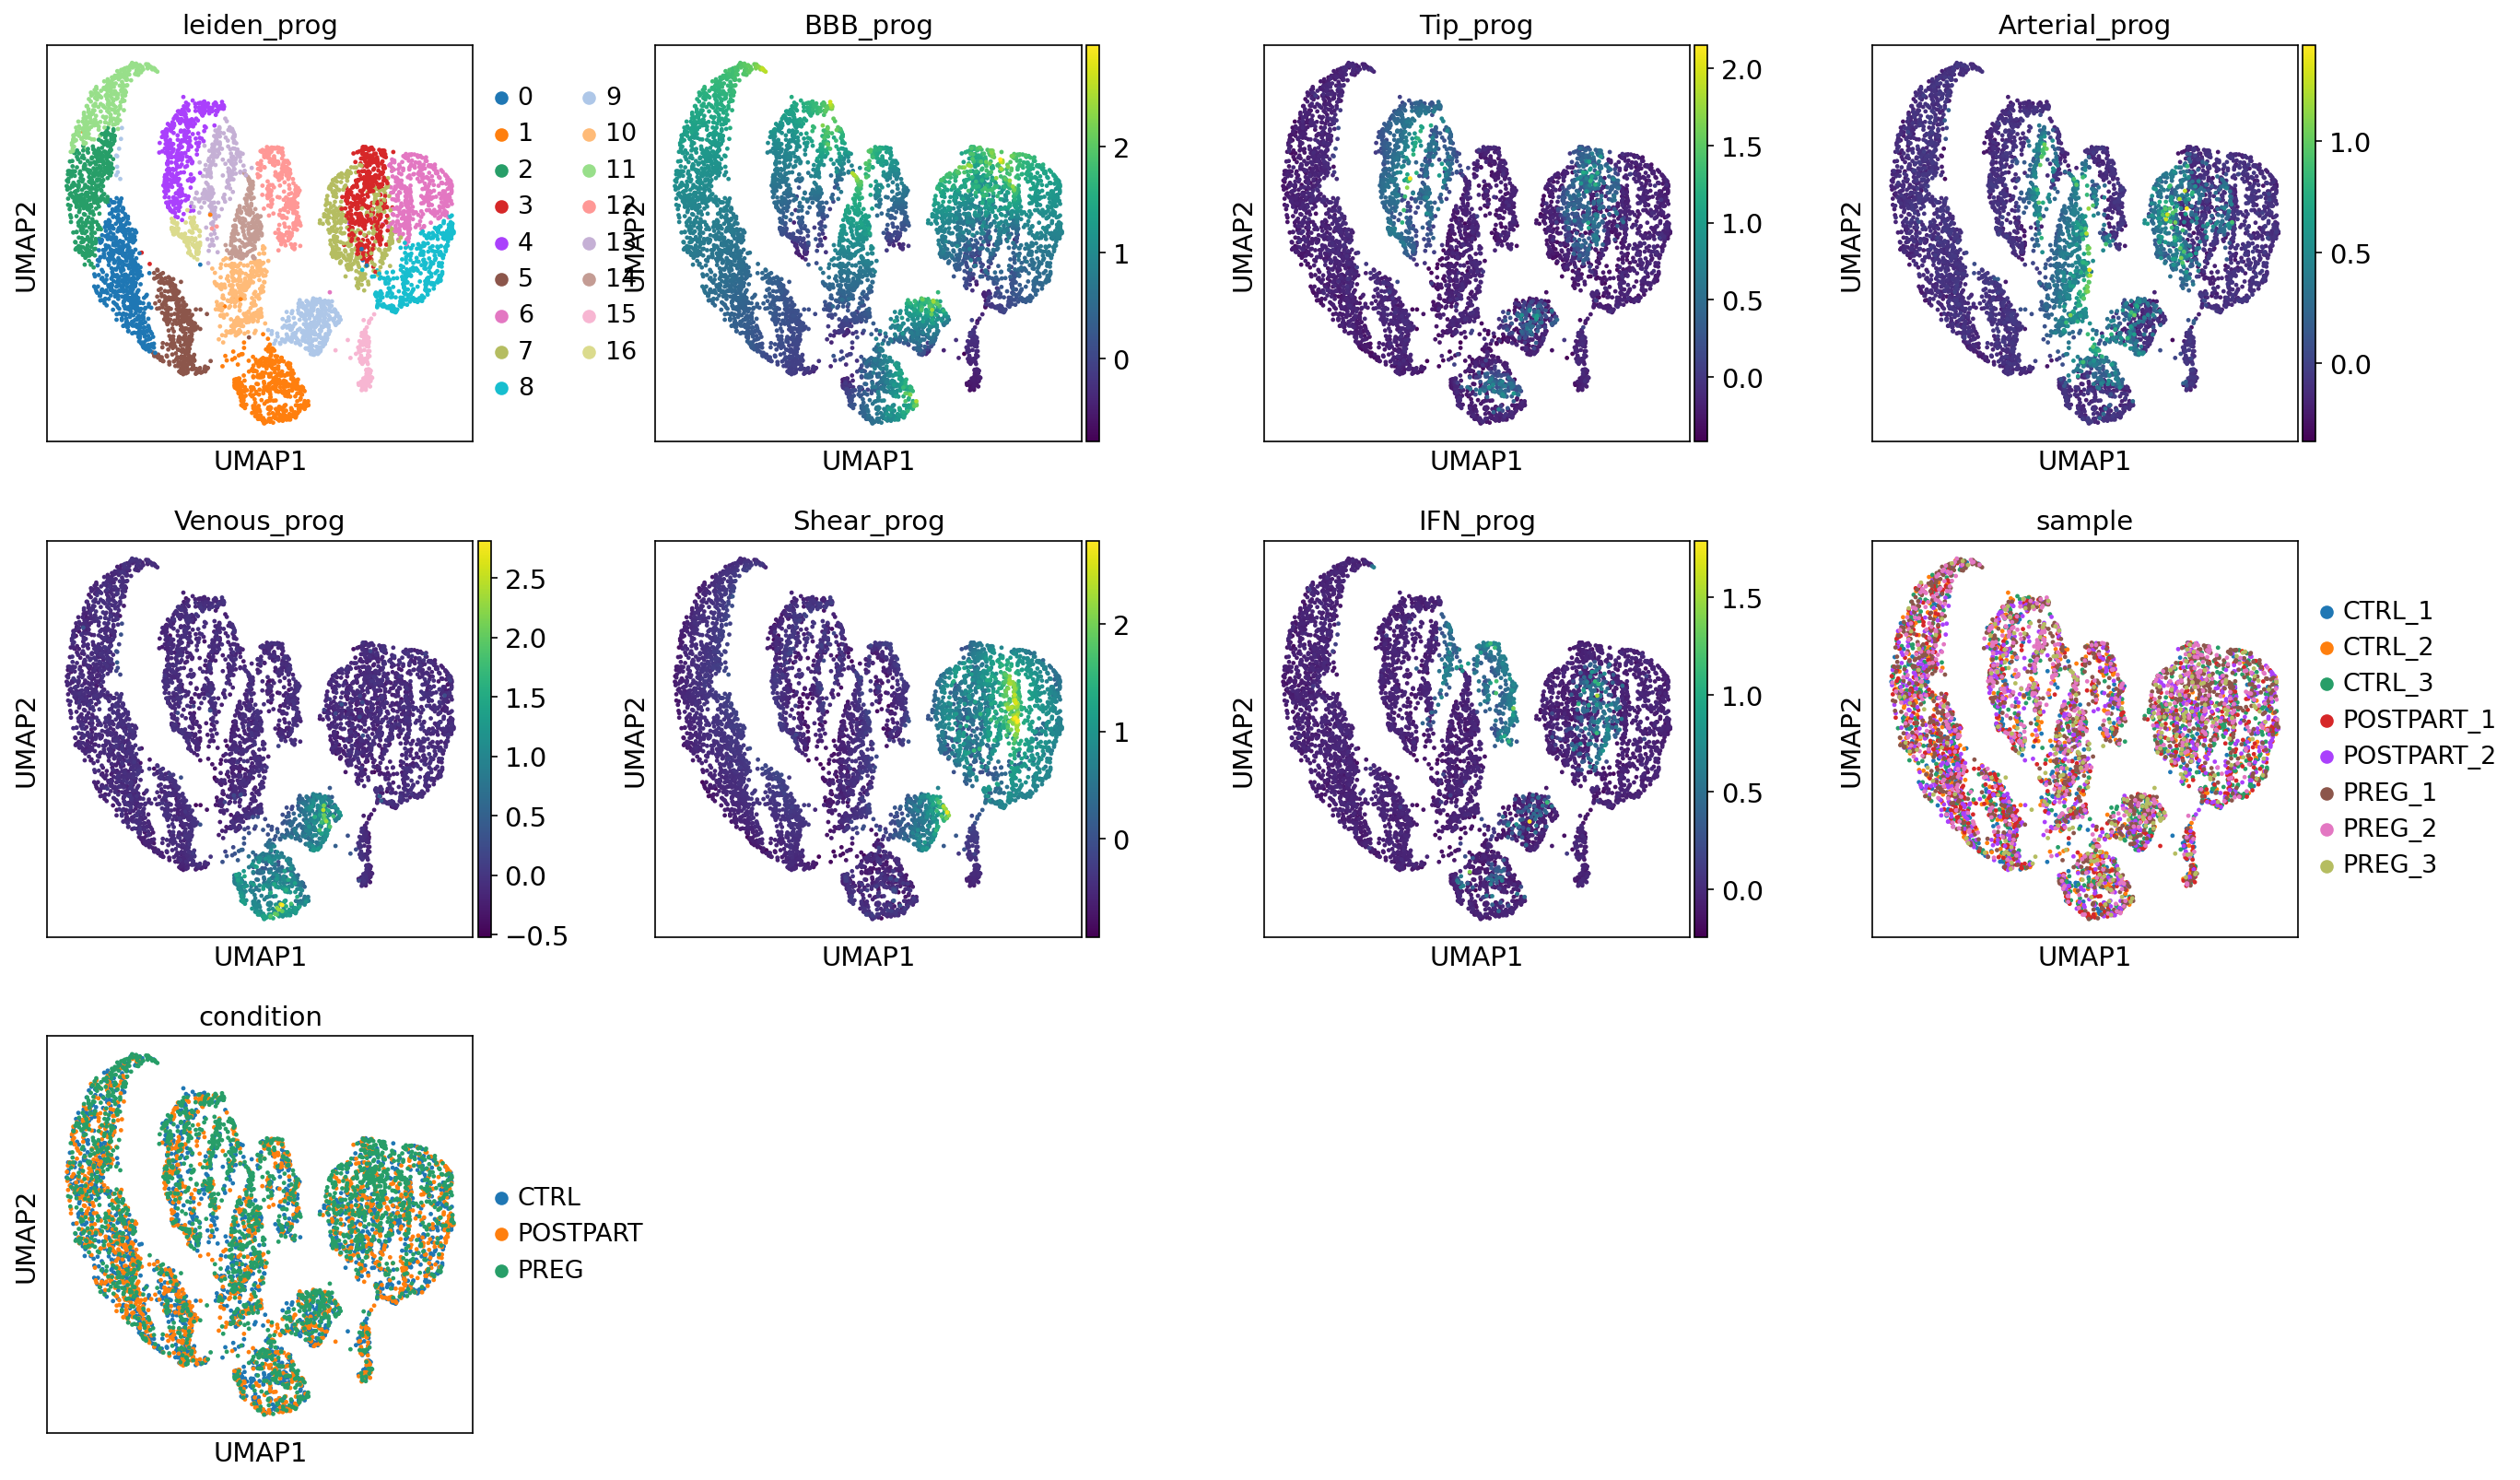 leiden_prog
UMAP2
UMAP1
0
1
2
3
4
5
6
7
8
9
10
11
12
13
14
15
16
BBB_prog
UMAP2
UMAP1
2
1
0
Tip_prog
UMAP2
UMAP1
2.0
1.5
1.0
0.5
0.0
Arterial_prog
UMAP2
UMAP1
1.0
0.5
0.0
Venous_prog
UMAP2
UMAP1
2.5
2.0
1.5
1.0
0.5
0.0
−0.5
Shear_prog
UMAP2
UMAP1
2
1
0
IFN_prog
UMAP2
UMAP1
1.5
1.0
0.5
0.0
sample
UMAP2
UMAP1
CTRL_1
CTRL_2
CTRL_3
POSTPART_1
POSTPART_2
PREG_1
PREG_2
PREG_3
condition
UMAP2
UMAP1
CTRL
POSTPART
PREG